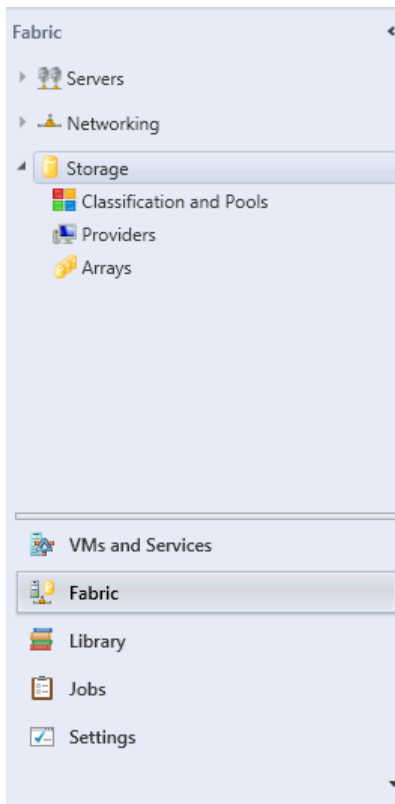 Fabric
Servers
Networking
Storage
Classification and Pools
Providers
Arrays
VMs and Services
Fabric
Library
Jobs
Settings